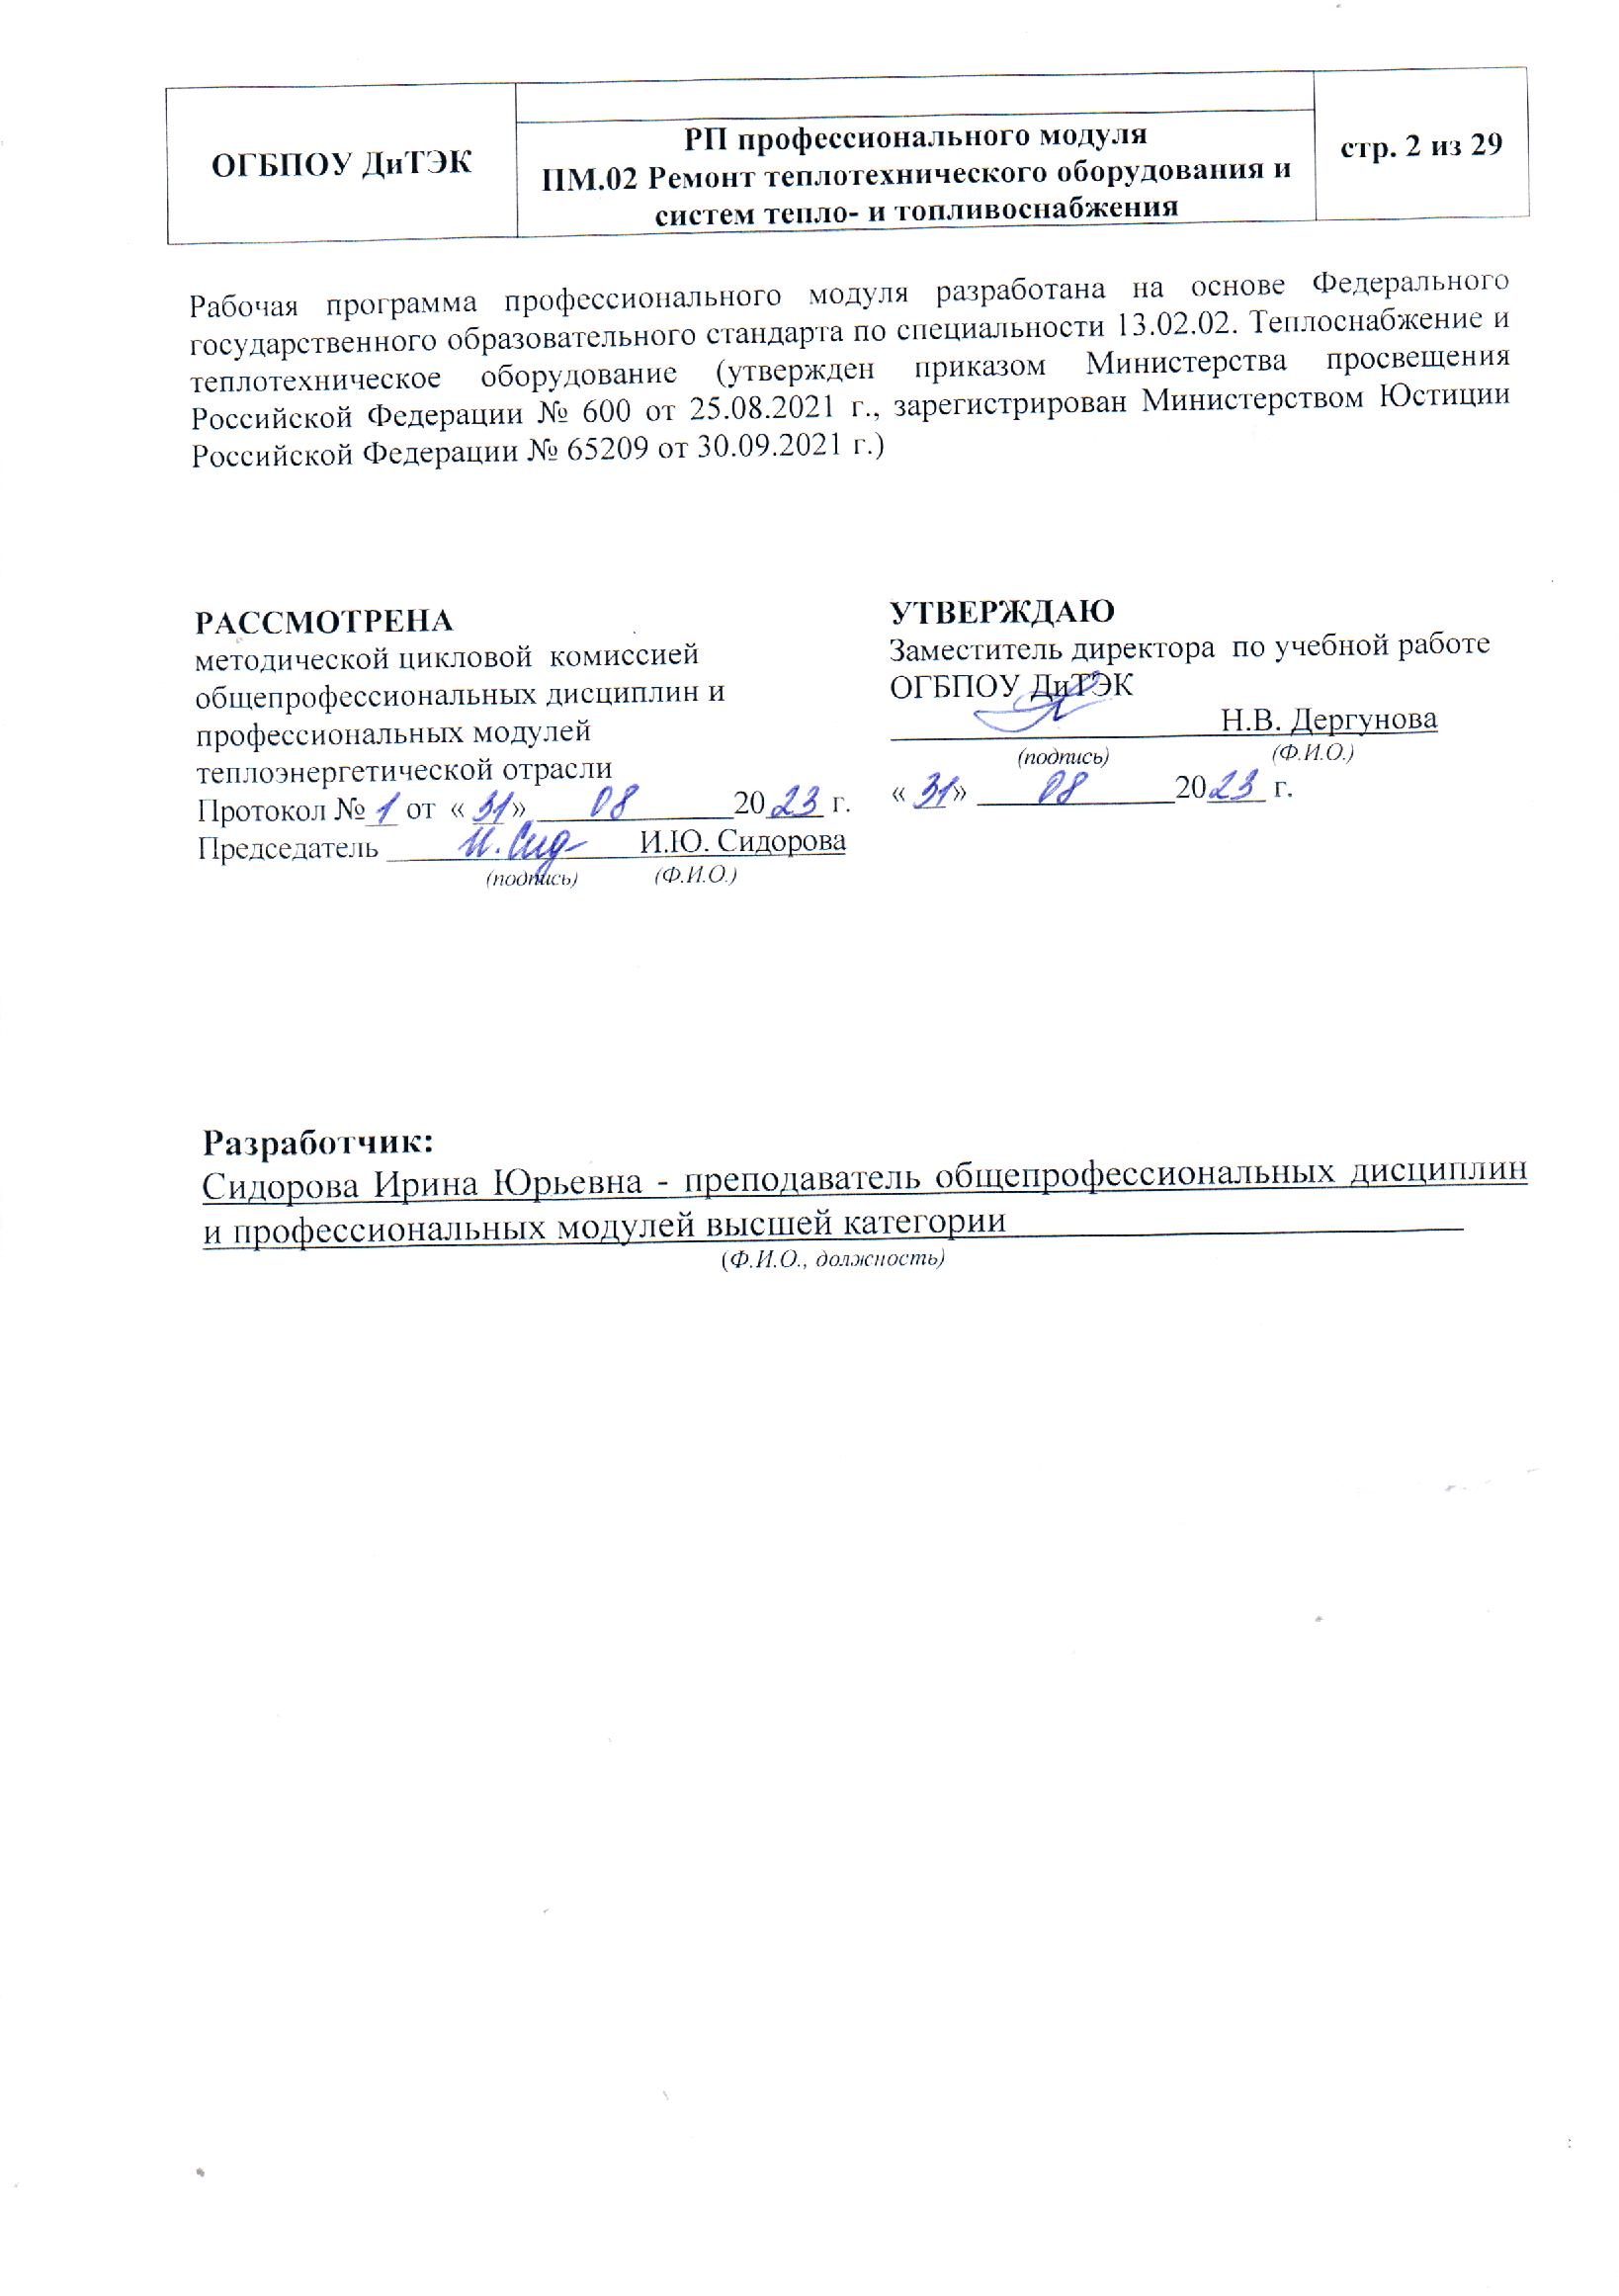 ОГБПОУ ДиТЭК
РП профессионального модуля
ПМ.02 Ремонт теплотехнического оборудования и
систем тепло- и топливоснабжения
стр. 2 из 29
Рабочая программа профессионального модуля разработана на основе Федерального
государственного образовательного стандарта по специальности 13.02.02. Теплоснабжение и
теплотехническое оборудование (утвержден приказом Министерства просвещения
Российской Федерации № 600 от 25.08.2021 г., зарегистрирован Министерством Юстиции
Российской Федерации № 65209 от 30.09.2021 г.)
РАССМОТРЕНА
методической цикловой комиссией
общепрофессиональных дисциплин и
профессиональных модулей
теплоэнергетической отрасли
Протокол № 1 от « 31 » 08 2023 г.
Председатель И. Сид И.Ю. Сидорова
(подпись) (Ф.И.О.)
УТВЕРЖДАЮ
Заместитель директора по учебной работе
ОГБПОУ ДиТЭК
Н.В. Дергунова
(подпись) (Ф.И.О.)
« 31 » 08 2023 г.
Разработчик:
Сидорова Ирина Юрьевна - преподаватель общепрофессиональных дисциплин
и профессиональных модулей высшей категории
(Ф.И.О., должность)